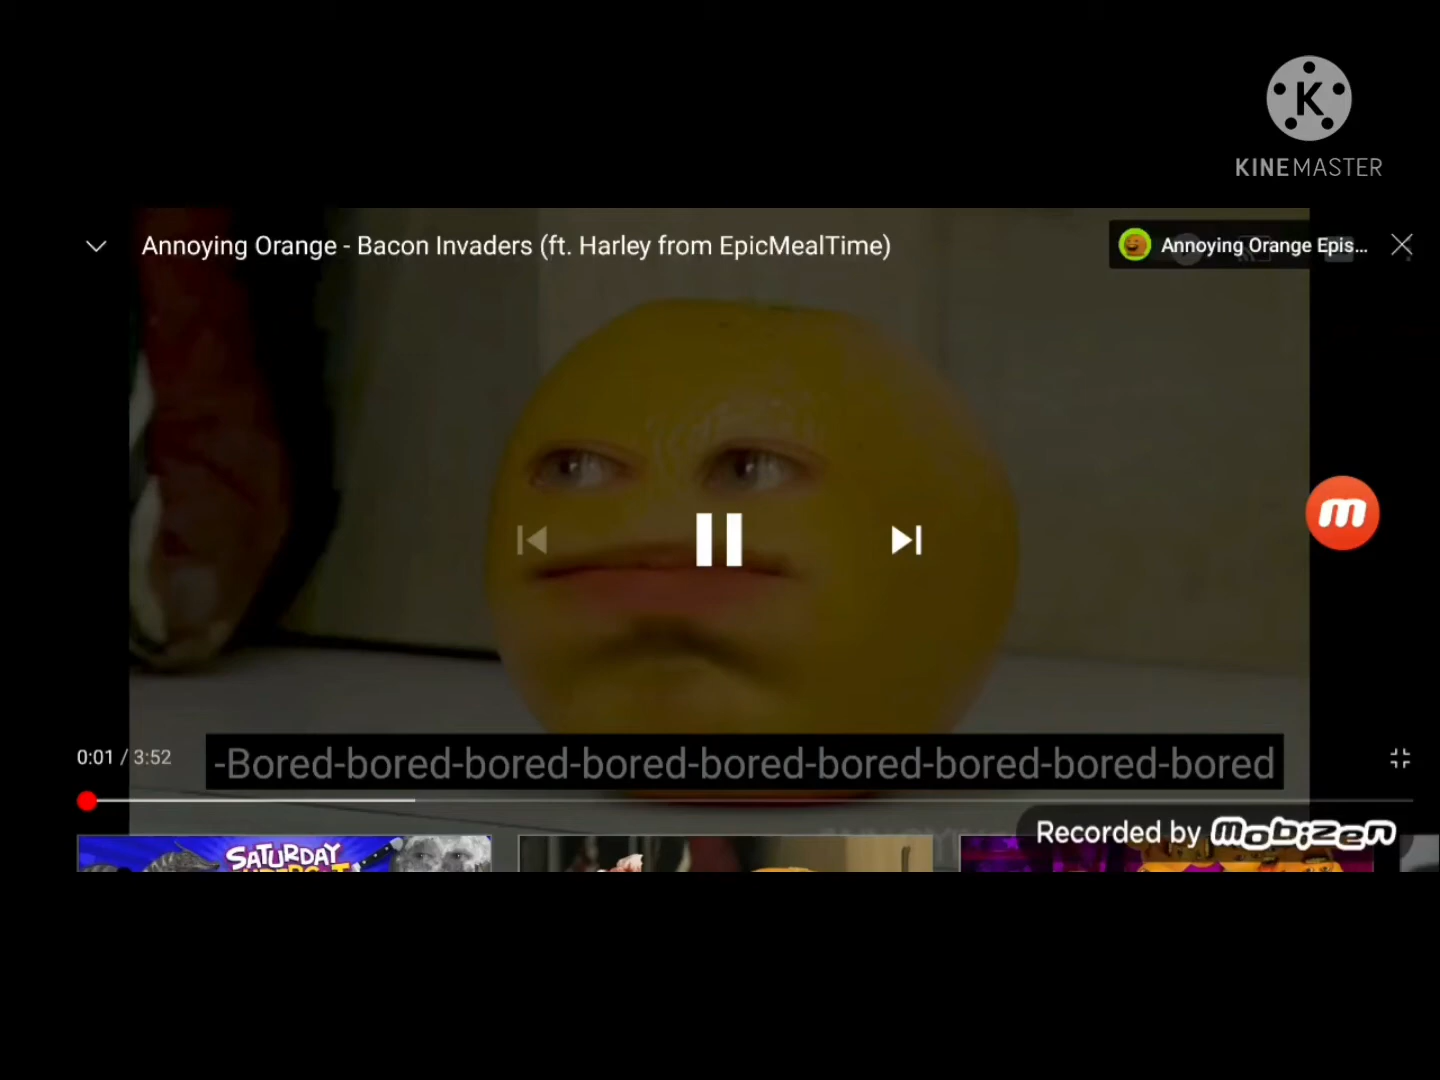 K
KINEMASTER
Annoying Orange - Bacon Invaders (ft. Harley from EpicMealTime)
Annoying Orange Epis...
m
0:01 / 3:52
-Bored-bored-bored-bored-bored-bored-bored-bored-bored
Recorded by mobizen
SATURDAY